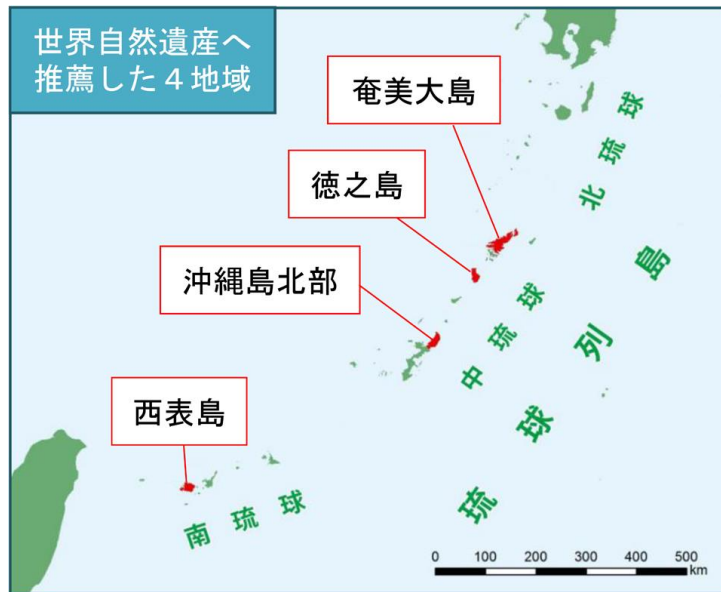 世界自然遺産へ
推薦した４地域
奄美大島
徳之島
沖縄島北部
西表島
北琉球
中琉球
南琉球
琉球列島
0 100 200 300 400 500
km